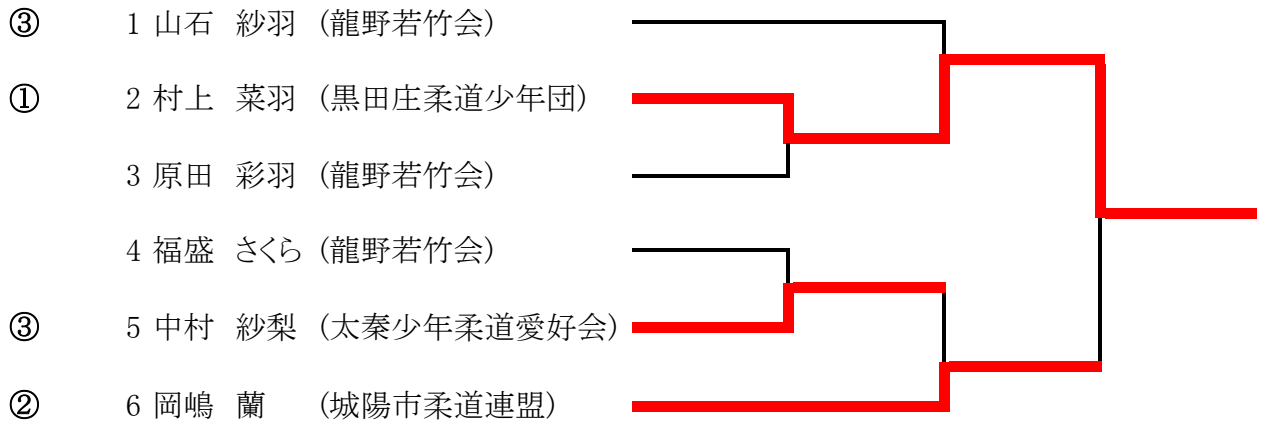 ③ 1 山石 紗羽 (龍野若竹会)
① 2 村上 菜羽 (黒田庄柔道少年団)
3 原田 彩羽 (龍野若竹会)
4 福盛 さくら (龍野若竹会)
③ 5 中村 紗梨 (太秦少年柔道愛好会)
② 6 岡嶋 蘭 (城陽市柔道連盟)